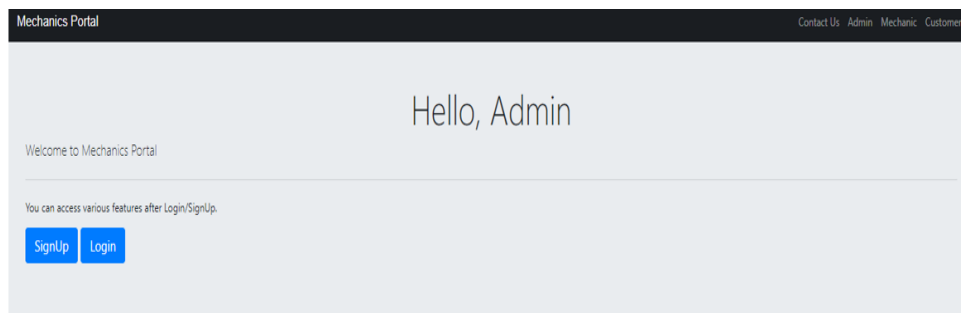 Mechanics Portal Contact Us Admin Mechanic Customer
Hello, Admin
Welcome to Mechanics Portal
You can access various features after Login/SignUp.
SignUp Login